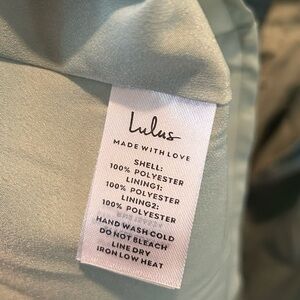 Lulus
MADE WITH LOVE
SHELL:
100% POLYESTER
LINING1:
100% POLYESTER
LINING2:
100% POLYESTER
HAND WASH COLD
DO NOT BLEACH
LINE DRY
IRON LOW HEAT